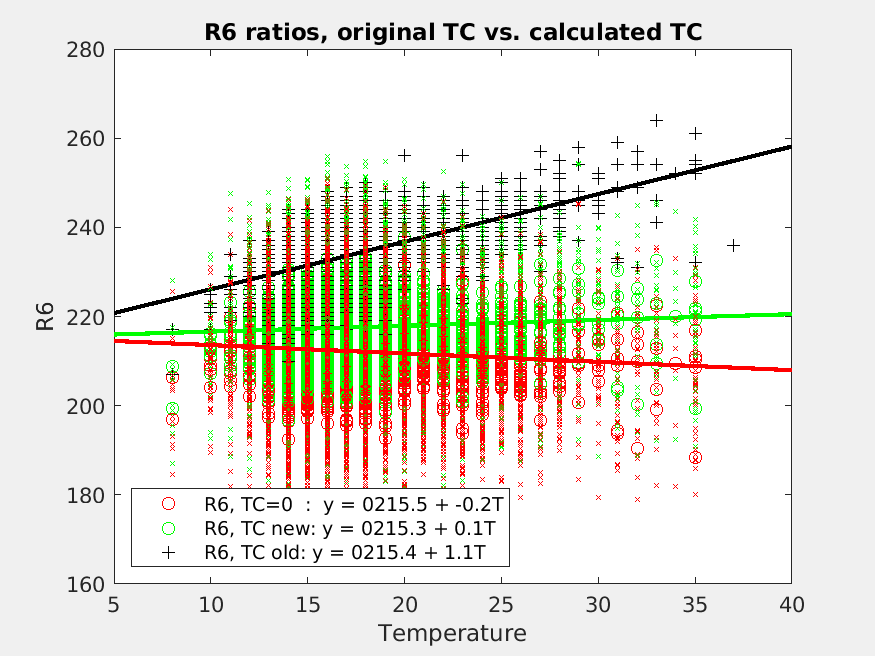 R6 ratios, original TC vs. calculated TC
280
260
240
220
200
180
160
R6
R6, TC=0  :  y = 0215.5 + -0.2T
R6, TC new: y = 0215.3 + 0.1T
R6, TC old: y = 0215.4 + 1.1T
5 10 15 20 25 30 35 40
Temperature